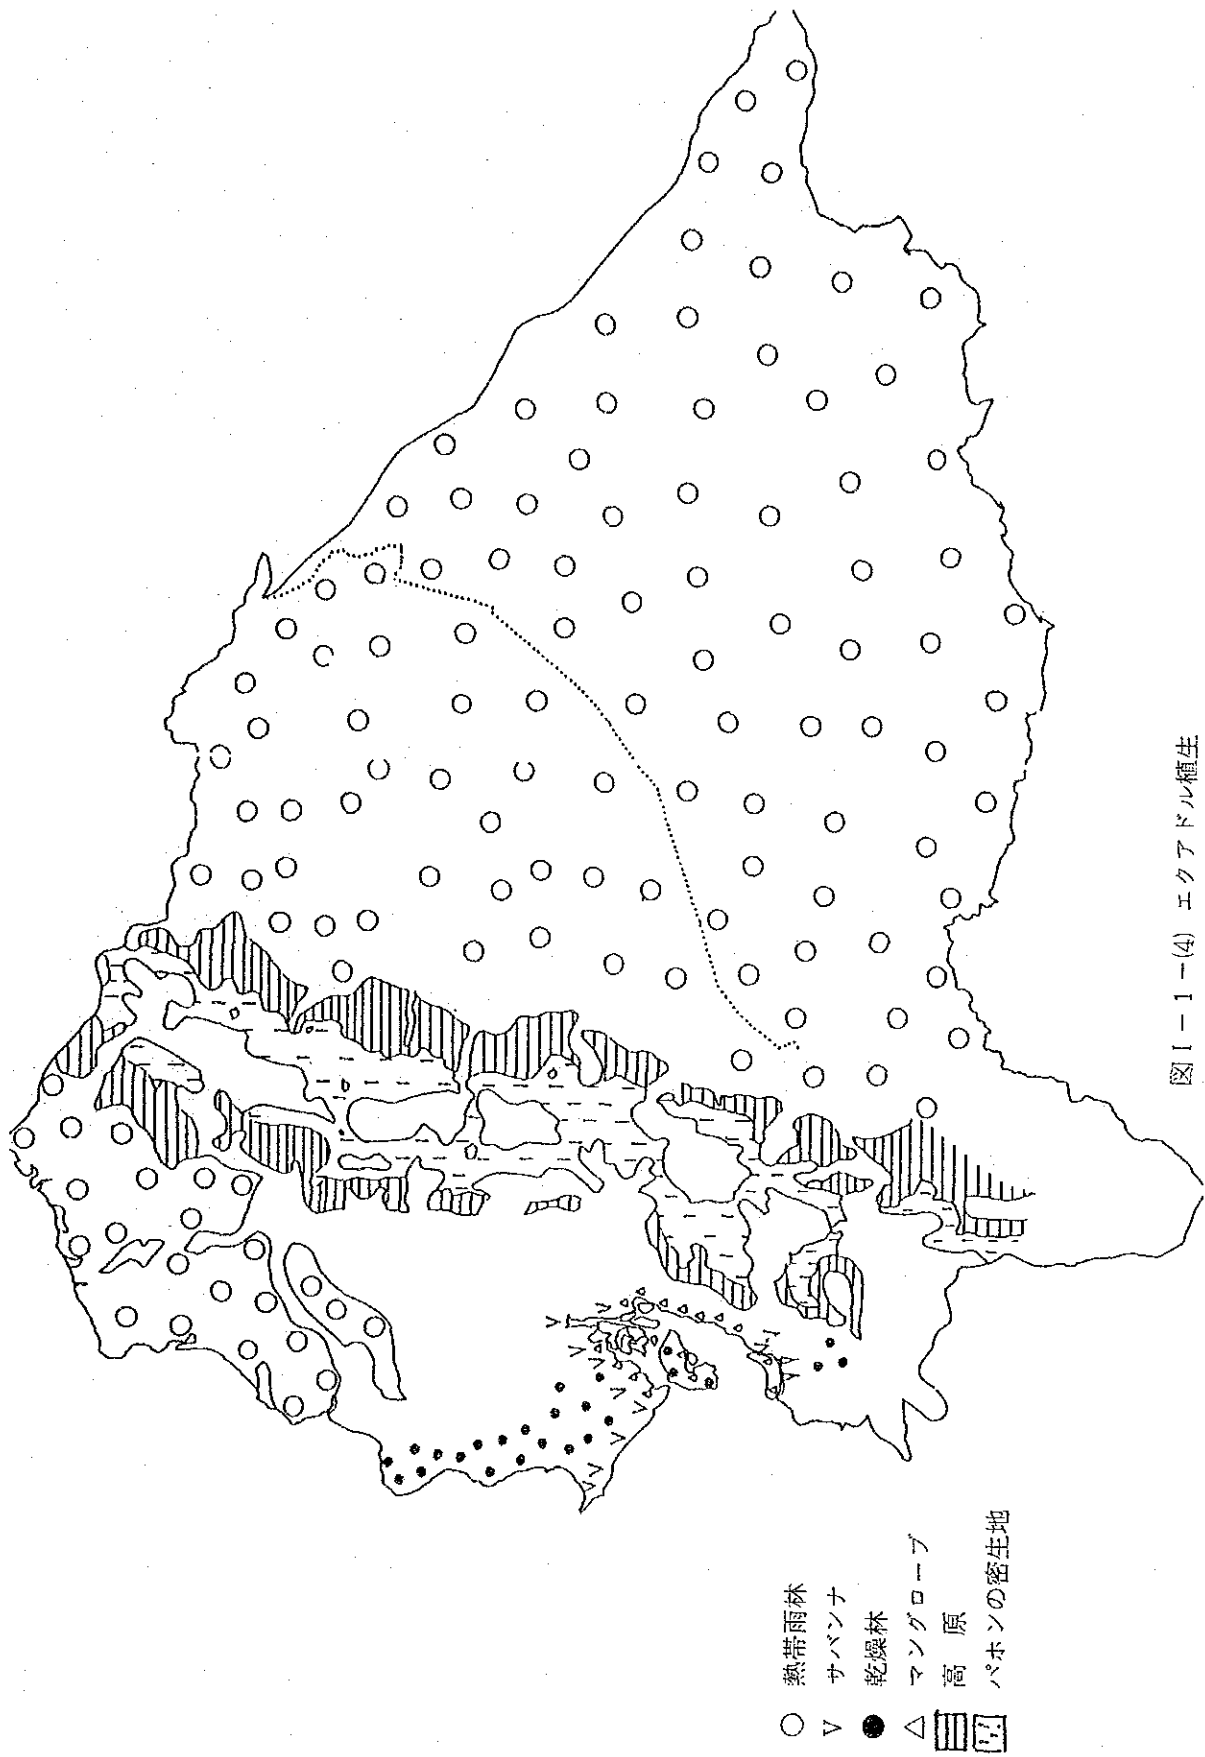 ○ 熱帯雨林
∨ サバンナ
● 乾燥林
△ マングローブ
高 原
パホンの密生地
図Ⅰ-1-(4) エクアドル植生